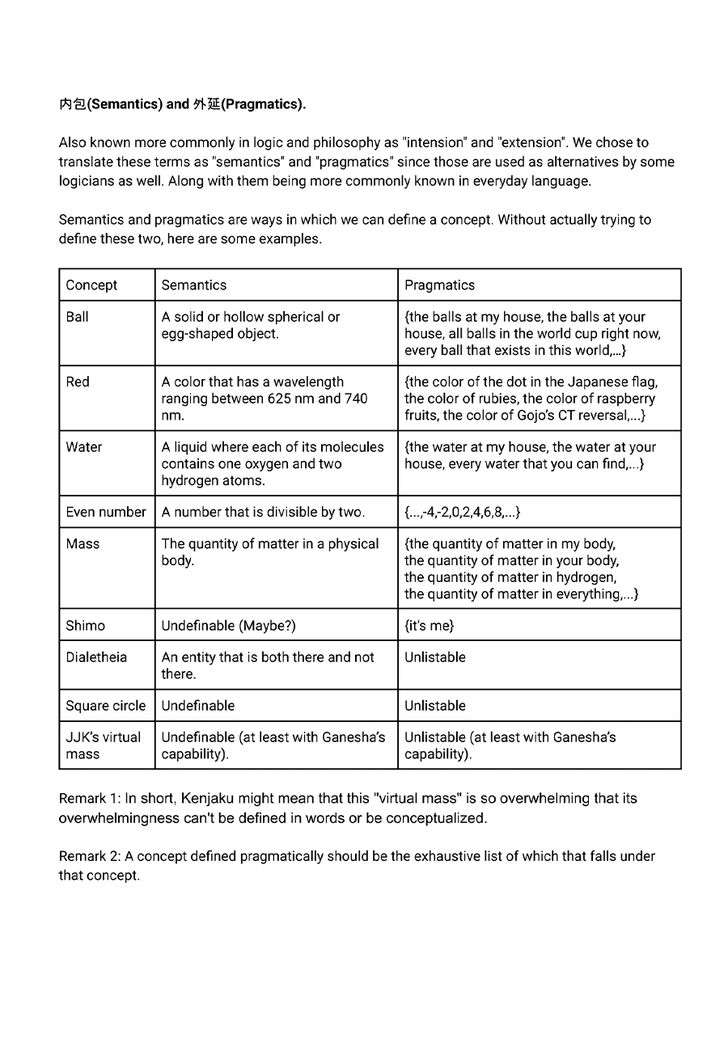 内包(Semantics) and 外延(Pragmatics).
Also known more commonly in logic and philosophy as "intension" and "extension". We chose to
translate these terms as "semantics" and "pragmatics" since those are used as alternatives by some
logicians as well. Along with them being more commonly known in everyday language.
Semantics and pragmatics are ways in which we can define a concept. Without actually trying to
define these two, here are some examples.
Concept Semantics Pragmatics
Ball A solid or hollow spherical or {the balls at my house, the balls at your
egg-shaped object. house, all balls in the world cup right now,
every ball that exists in this world,...}
Red A color that has a wavelength {the color of the dot in the Japanese flag,
ranging between 625 nm and 740 the color of rubies, the color of raspberry
nm. fruits, the color of Gojo's CT reversal,...}
Water A liquid where each of its molecules {the water at my house, the water at your
contains one oxygen and two house, every water that you can find,...}
hydrogen atoms.
Even number A number that is divisible by two. {...,-4,-2,0,2,4,6,8,...}
Mass The quantity of matter in a physical {the quantity of matter in my body,
body. the quantity of matter in your body,
the quantity of matter in hydrogen,
the quantity of matter in everything,...}
Shimo Undefinable (Maybe?) {it's me}
Dialetheia An entity that is both there and not Unlistable
there.
Square circle Undefinable Unlistable
JJK's virtual Undefinable (at least with Ganesha's Unlistable (at least with Ganesha's
mass capability). capability).
Remark 1: In short, Kenjaku might mean that this "virtual mass" is so overwhelming that its
overwhelmingness can't be defined in words or be conceptualized.
Remark 2: A concept defined pragmatically should be the exhaustive list of which that falls under
that concept.